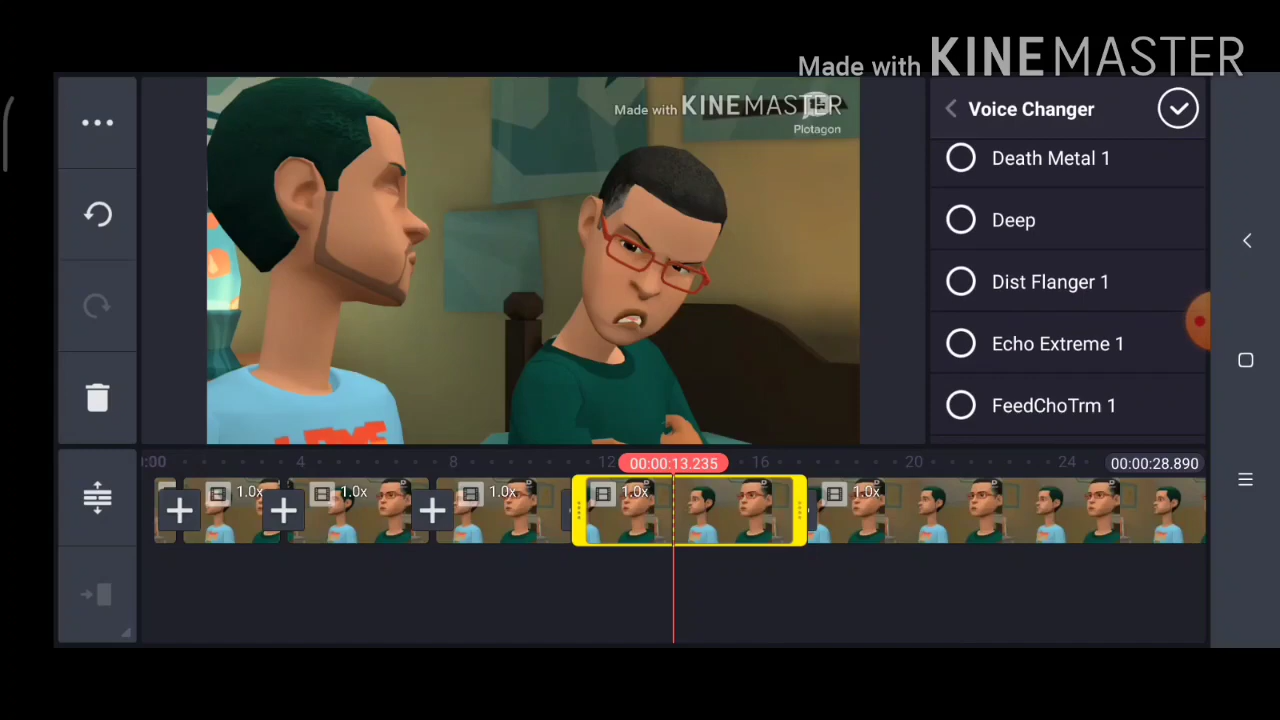 Made with KINEMASTER
Made with KINEMASTER
Plotagon
Voice Changer
Death Metal 1
Deep
Dist Flanger 1
Echo Extreme 1
FeedChoTrm 1
4
8
12
00:00:13.235
16
20
24
00:00:28.890
1.0x
1.0x
1.0x
1.0x
1.0x